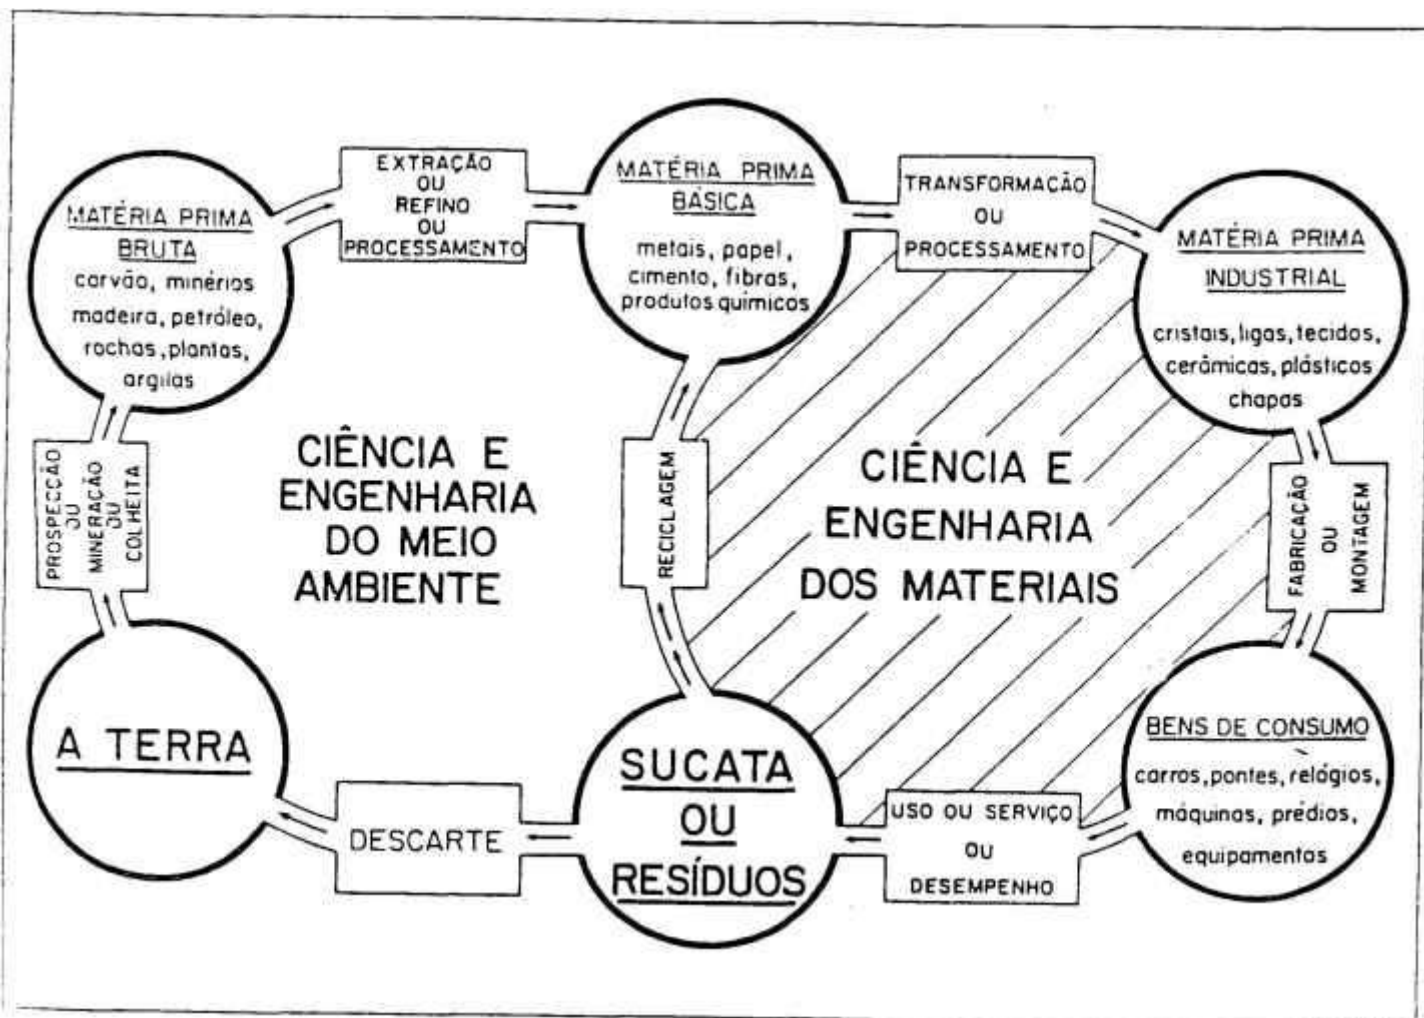 MATÉRIA PRIMA
BRUTA
carvão, minérios
madeira, petróleo,
rochas, plantas,
argilas
EXTRAÇÃO
OU
REFINO
OU
PROCESSAMENTO
MATÉRIA PRIMA
BÁSICA
metais, papel,
cimento, fibras,
produtos químicos
TRANSFORMAÇÃO
OU
PROCESSAMENTO
MATÉRIA PRIMA
INDUSTRIAL
cristais, ligas, tecidos,
cerâmicas, plásticos
chapas
PROSPECÇÃO
OU
MINERAÇÃO
OU
COLHEITA
CIÊNCIA E
ENGENHARIA
DO MEIO
AMBIENTE
RECICLAGEM
CIÊNCIA E
ENGENHARIA
DOS MATERIAIS
FABRICAÇÃO
OU
MONTAGEM
A TERRA
DESCARTE
SUCATA
OU
RESÍDUOS
USO OU SERVIÇO
OU
DESEMPENHO
BENS DE CONSUMO
carros, pontes, relógios,
máquinas, prédios,
equipamentos